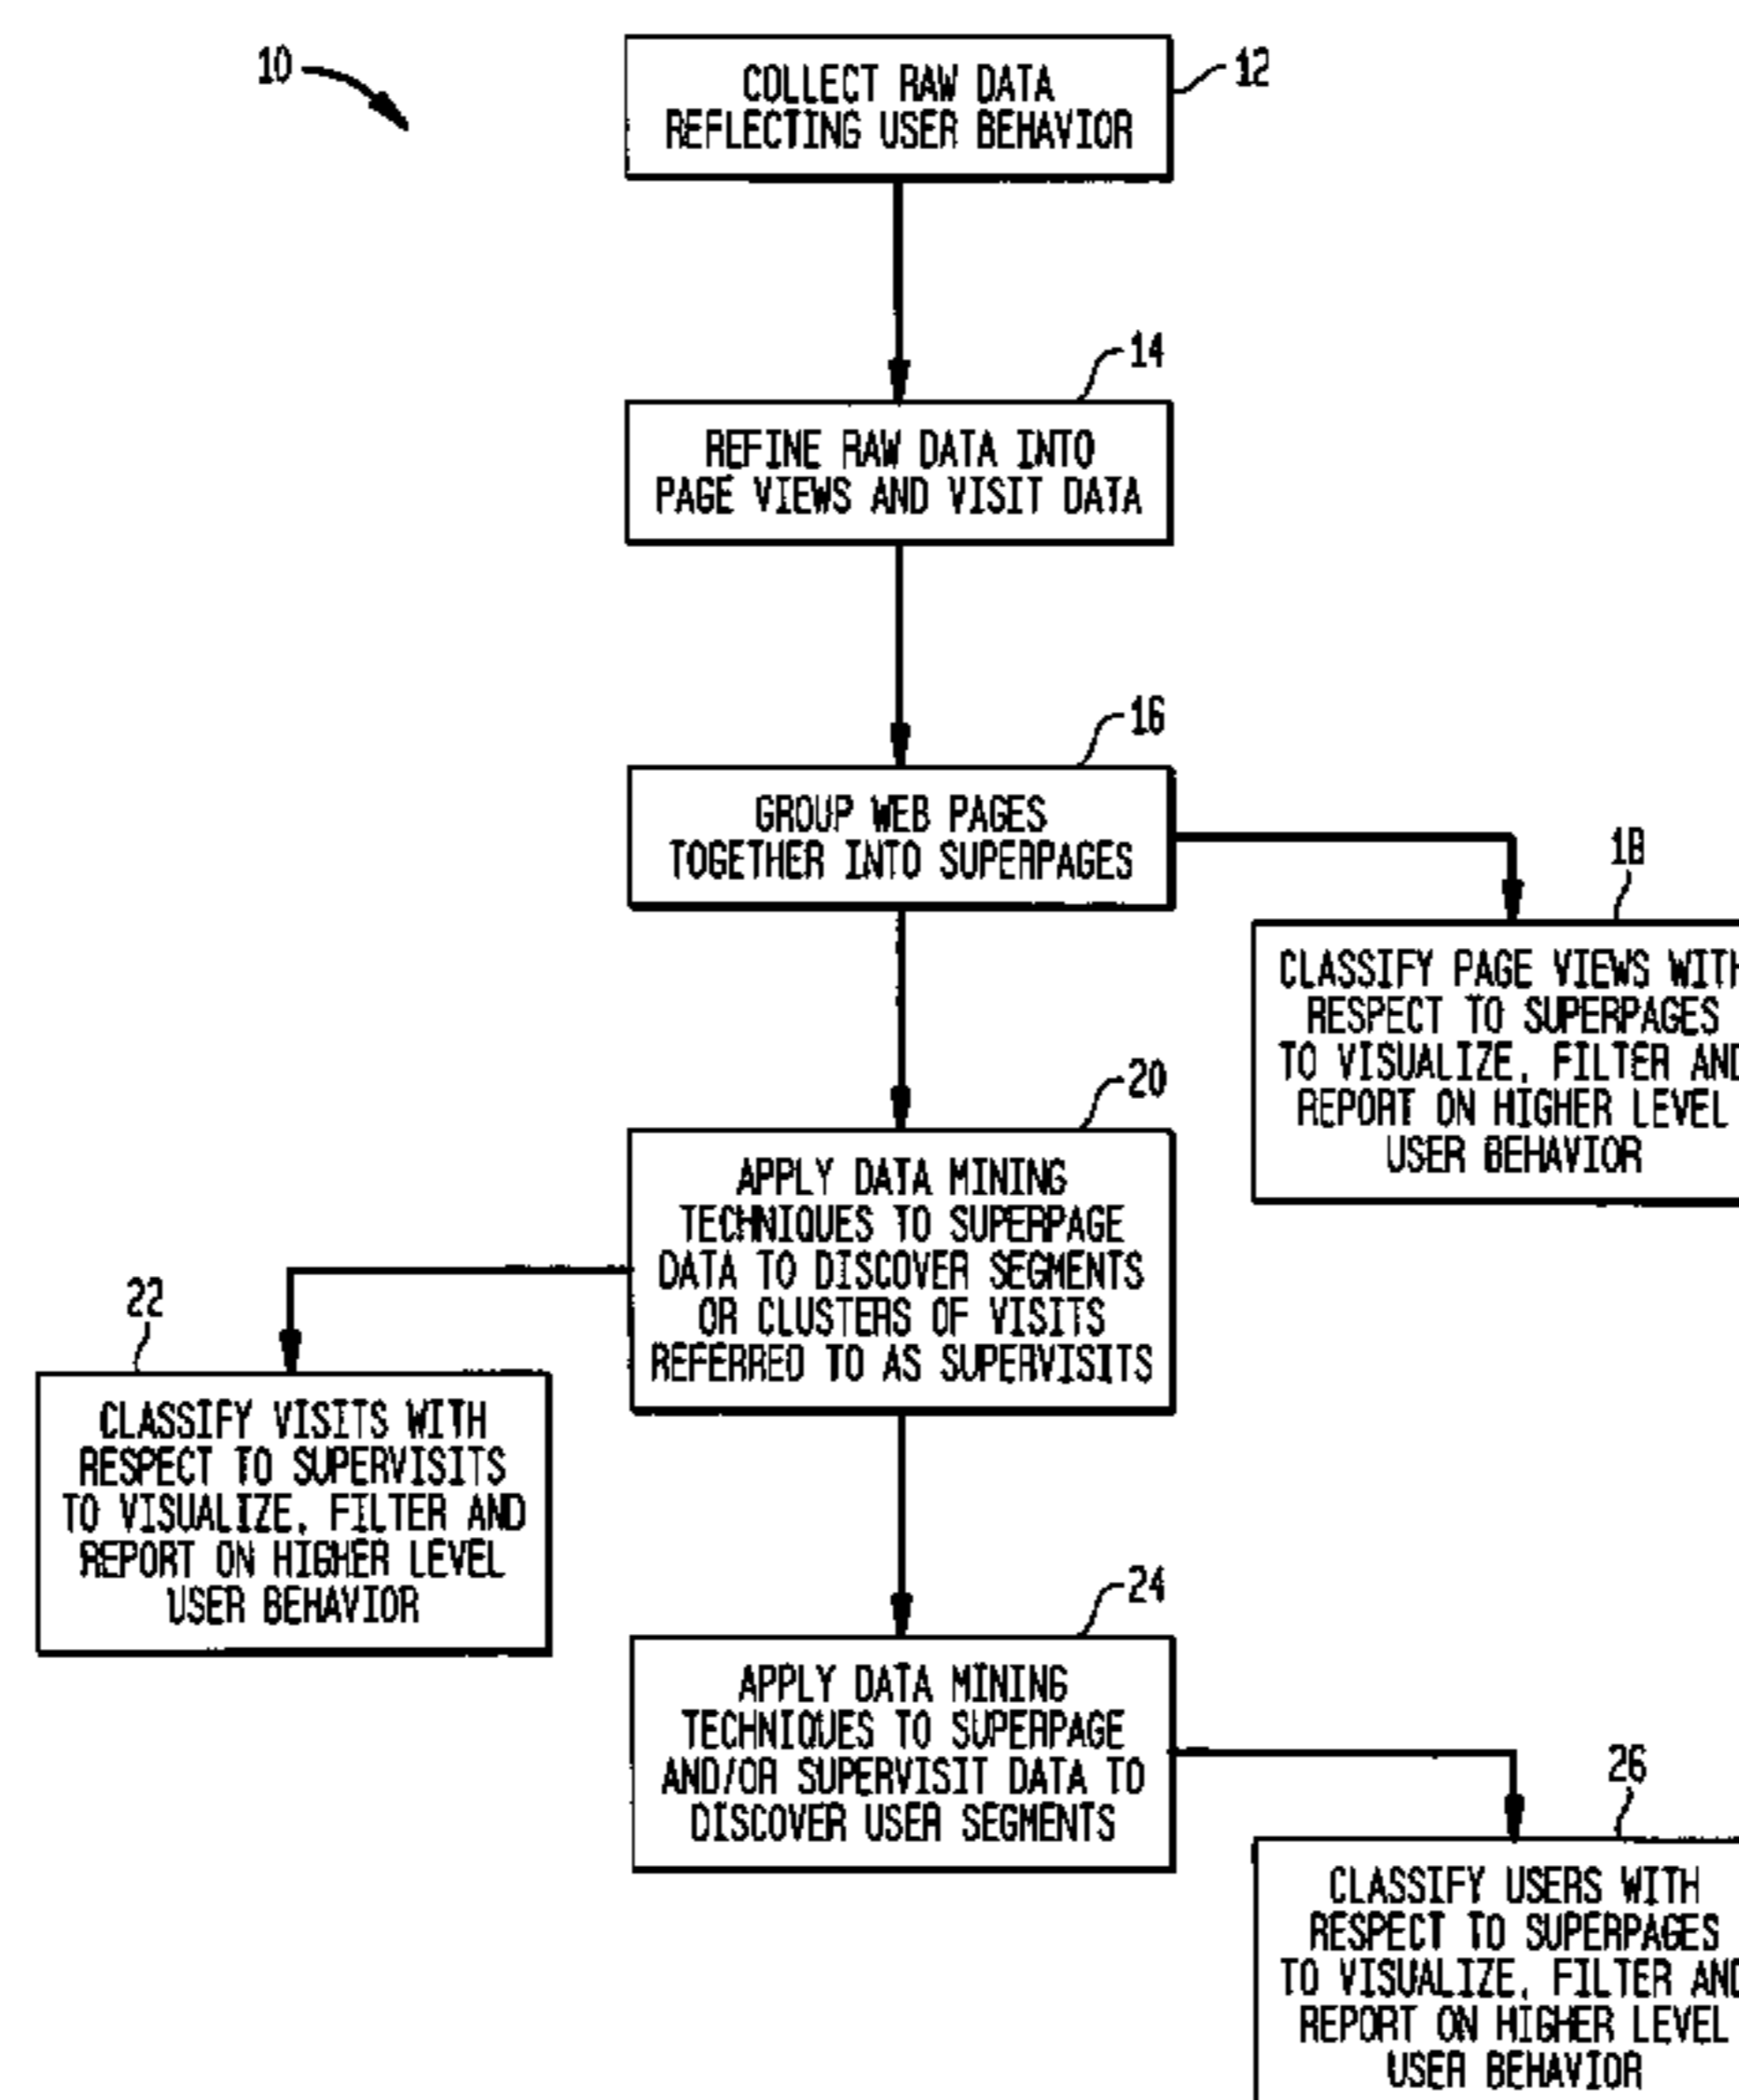 10
COLLECT RAW DATA
REFLECTING USER BEHAVIOR
12
14
REFINE RAW DATA INTO
PAGE VIEWS AND VISIT DATA
16
GROUP WEB PAGES
TOGETHER INTO SUPERPAGES
18
CLASSIFY PAGE VIEWS WITH
RESPECT TO SUPERPAGES
TO VISUALIZE, FILTER AND
REPORT ON HIGHER LEVEL
USER BEHAVIOR
20
APPLY DATA MINING
TECHNIQUES TO SUPERPAGE
DATA TO DISCOVER SEGMENTS
OR CLUSTERS OF VISITS
REFERRED TO AS SUPERVISITS
22
CLASSIFY VISITS WITH
RESPECT TO SUPERVISITS
TO VISUALIZE, FILTER AND
REPORT ON HIGHER LEVEL
USER BEHAVIOR
24
APPLY DATA MINING
TECHNIQUES TO SUPERPAGE
AND/OR SUPERVISIT DATA TO
DISCOVER USER SEGMENTS
26
CLASSIFY USERS WITH
RESPECT TO SUPERPAGES
TO VISUALIZE, FILTER AND
REPORT ON HIGHER LEVEL
USER BEHAVIOR